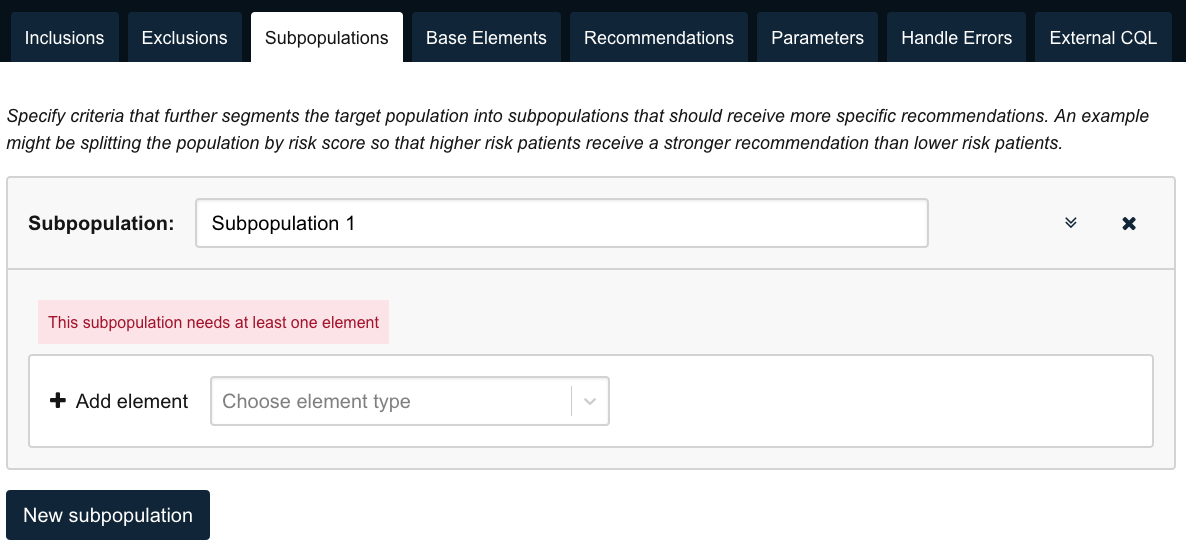 Inclusions Exclusions Subpopulations Base Elements Recommendations Parameters Handle Errors External CQL
Specify criteria that further segments the target population into subpopulations that should receive more specific recommendations. An example
might be splitting the population by risk score so that higher risk patients receive a stronger recommendation than lower risk patients.
Subpopulation: Subpopulation 1
This subpopulation needs at least one element
Add element Choose element type
New subpopulation